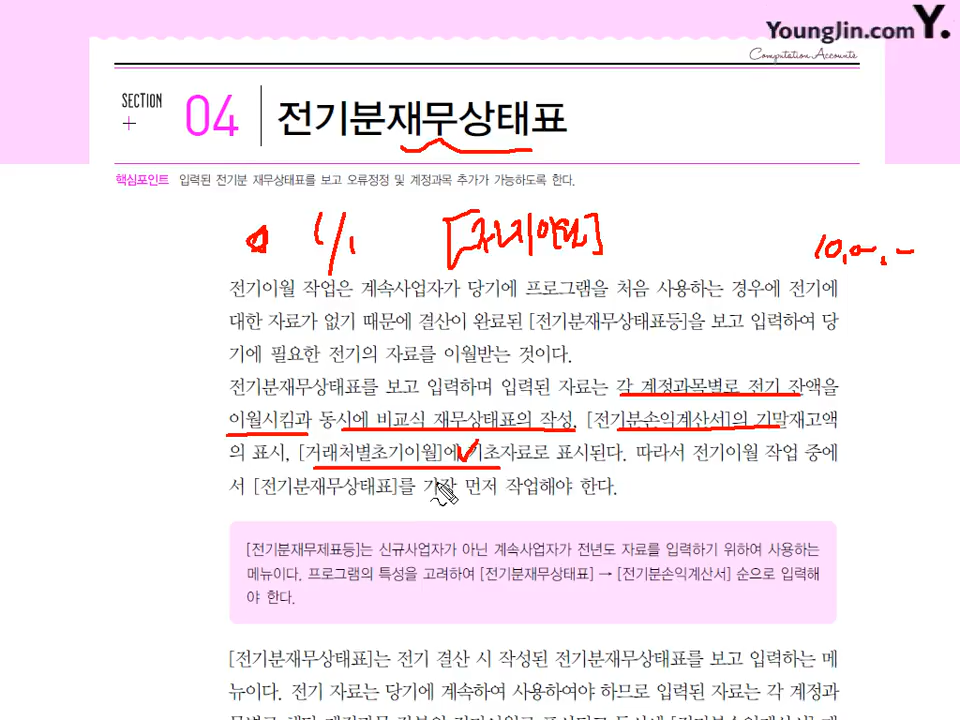 YoungJin.com Y.
Computation Accounts
SECTION
04 전기분재무상태표
핵심포인트 입력된 전기분 재무상태표를 보고 오류정정 및 계정과목 추가가 가능하도록 한다.
1/1
전기이월 작업은 계속사업자가 당기에 프로그램을 처음 사용하는 경우에 전기에
대한 자료가 없기 때문에 결산이 완료된 [전기분재무상태표등]을 보고 입력하여 당
기에 필요한 전기의 자료를 이월받는 것이다.
전기분재무상태표를 보고 입력하며 입력된 자료는 각 계정과목별로 전기 잔액을
이월시킴과 동시에 비교식 재무상태표의 작성, [전기분손익계산서]의 기말재고액
의 표시, [거래처별초기이월]에 기초자료로 표시된다. 따라서 전기이월 작업 중에
서 [전기분재무상태표]를 가장 먼저 작업해야 한다.
[전기분재무제표등]는 신규사업자가 아닌 계속사업자가 전년도 자료를 입력하기 위하여 사용하는
메뉴이다. 프로그램의 특성을 고려하여 [전기분재무상태표] → [전기분손익계산서] 순으로 입력해
야 한다.
[전기분재무상태표]는 전기 결산 시 작성된 전기분재무상태표를 보고 입력하는 메
뉴이다. 전기 자료는 당기에 계속하여 사용하여야 하므로 입력된 자료는 각 계정과